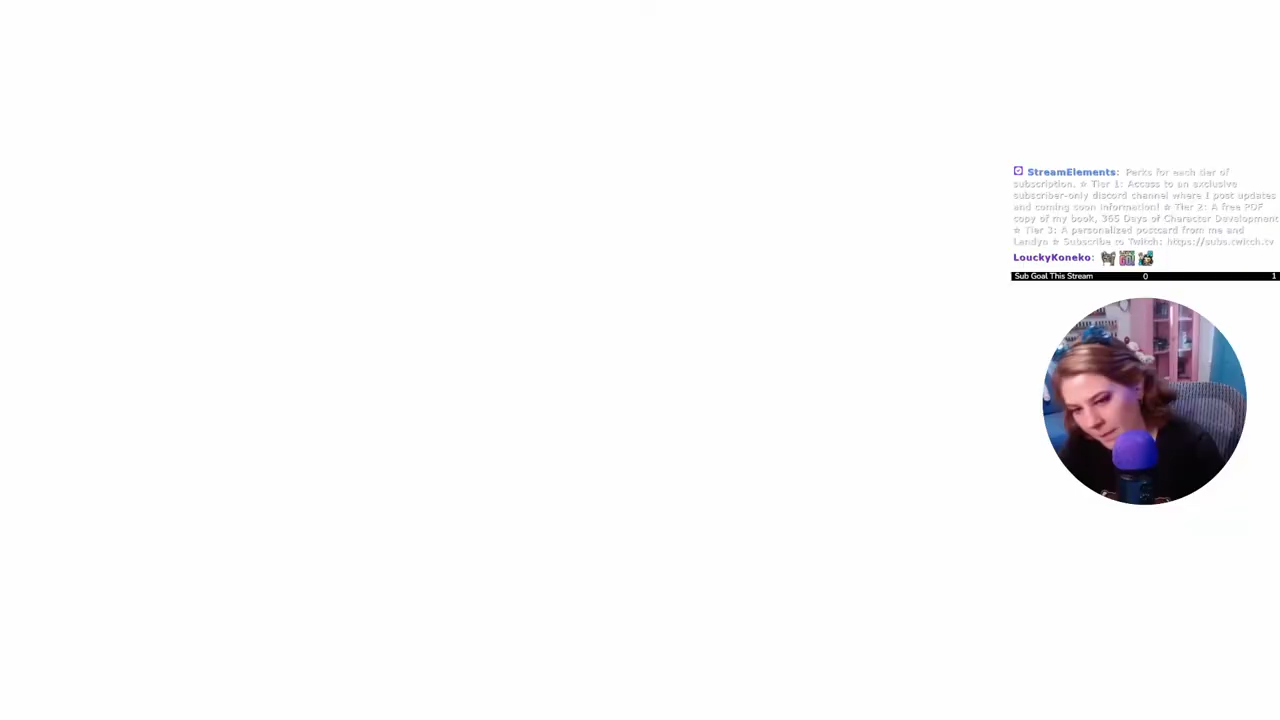 StreamElements: Perks for each tier of
subscription. ☆ Tier 1: Access to an exclusive
subscriber-only discord channel where I post updates
and coming soon information! ☆ Tier 2: A free PDF
copy of my book, 365 Days of Character Development
☆ Tier 3: A personalized postcard from me and
Landyn ☆ Subscribe to Twitch: https://subs.twitch.tv
LouckyKoneko:
Sub Goal This Stream 0 1